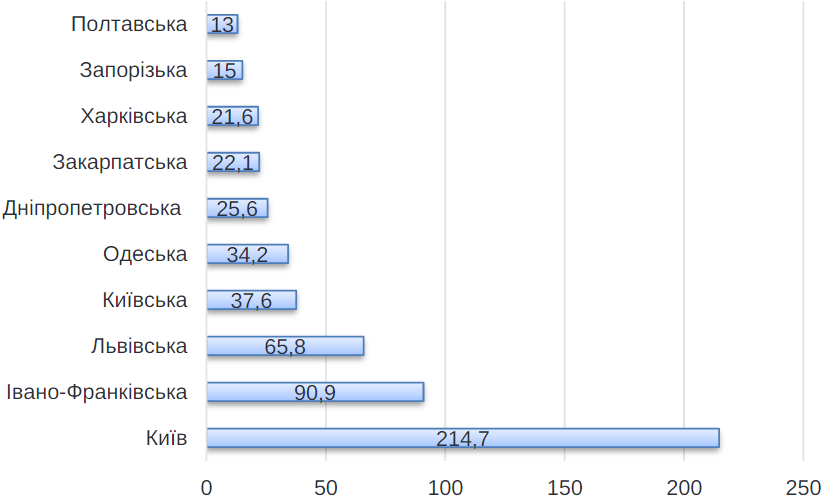 Полтавська 13
Запорізька 15
Харківська 21,6
Закарпатська 22,1
Дніпропетровська 25,6
Одеська 34,2
Київська 37,6
Львівська 65,8
Івано-Франківська 90,9
Київ 214,7
0 50 100 150 200 250